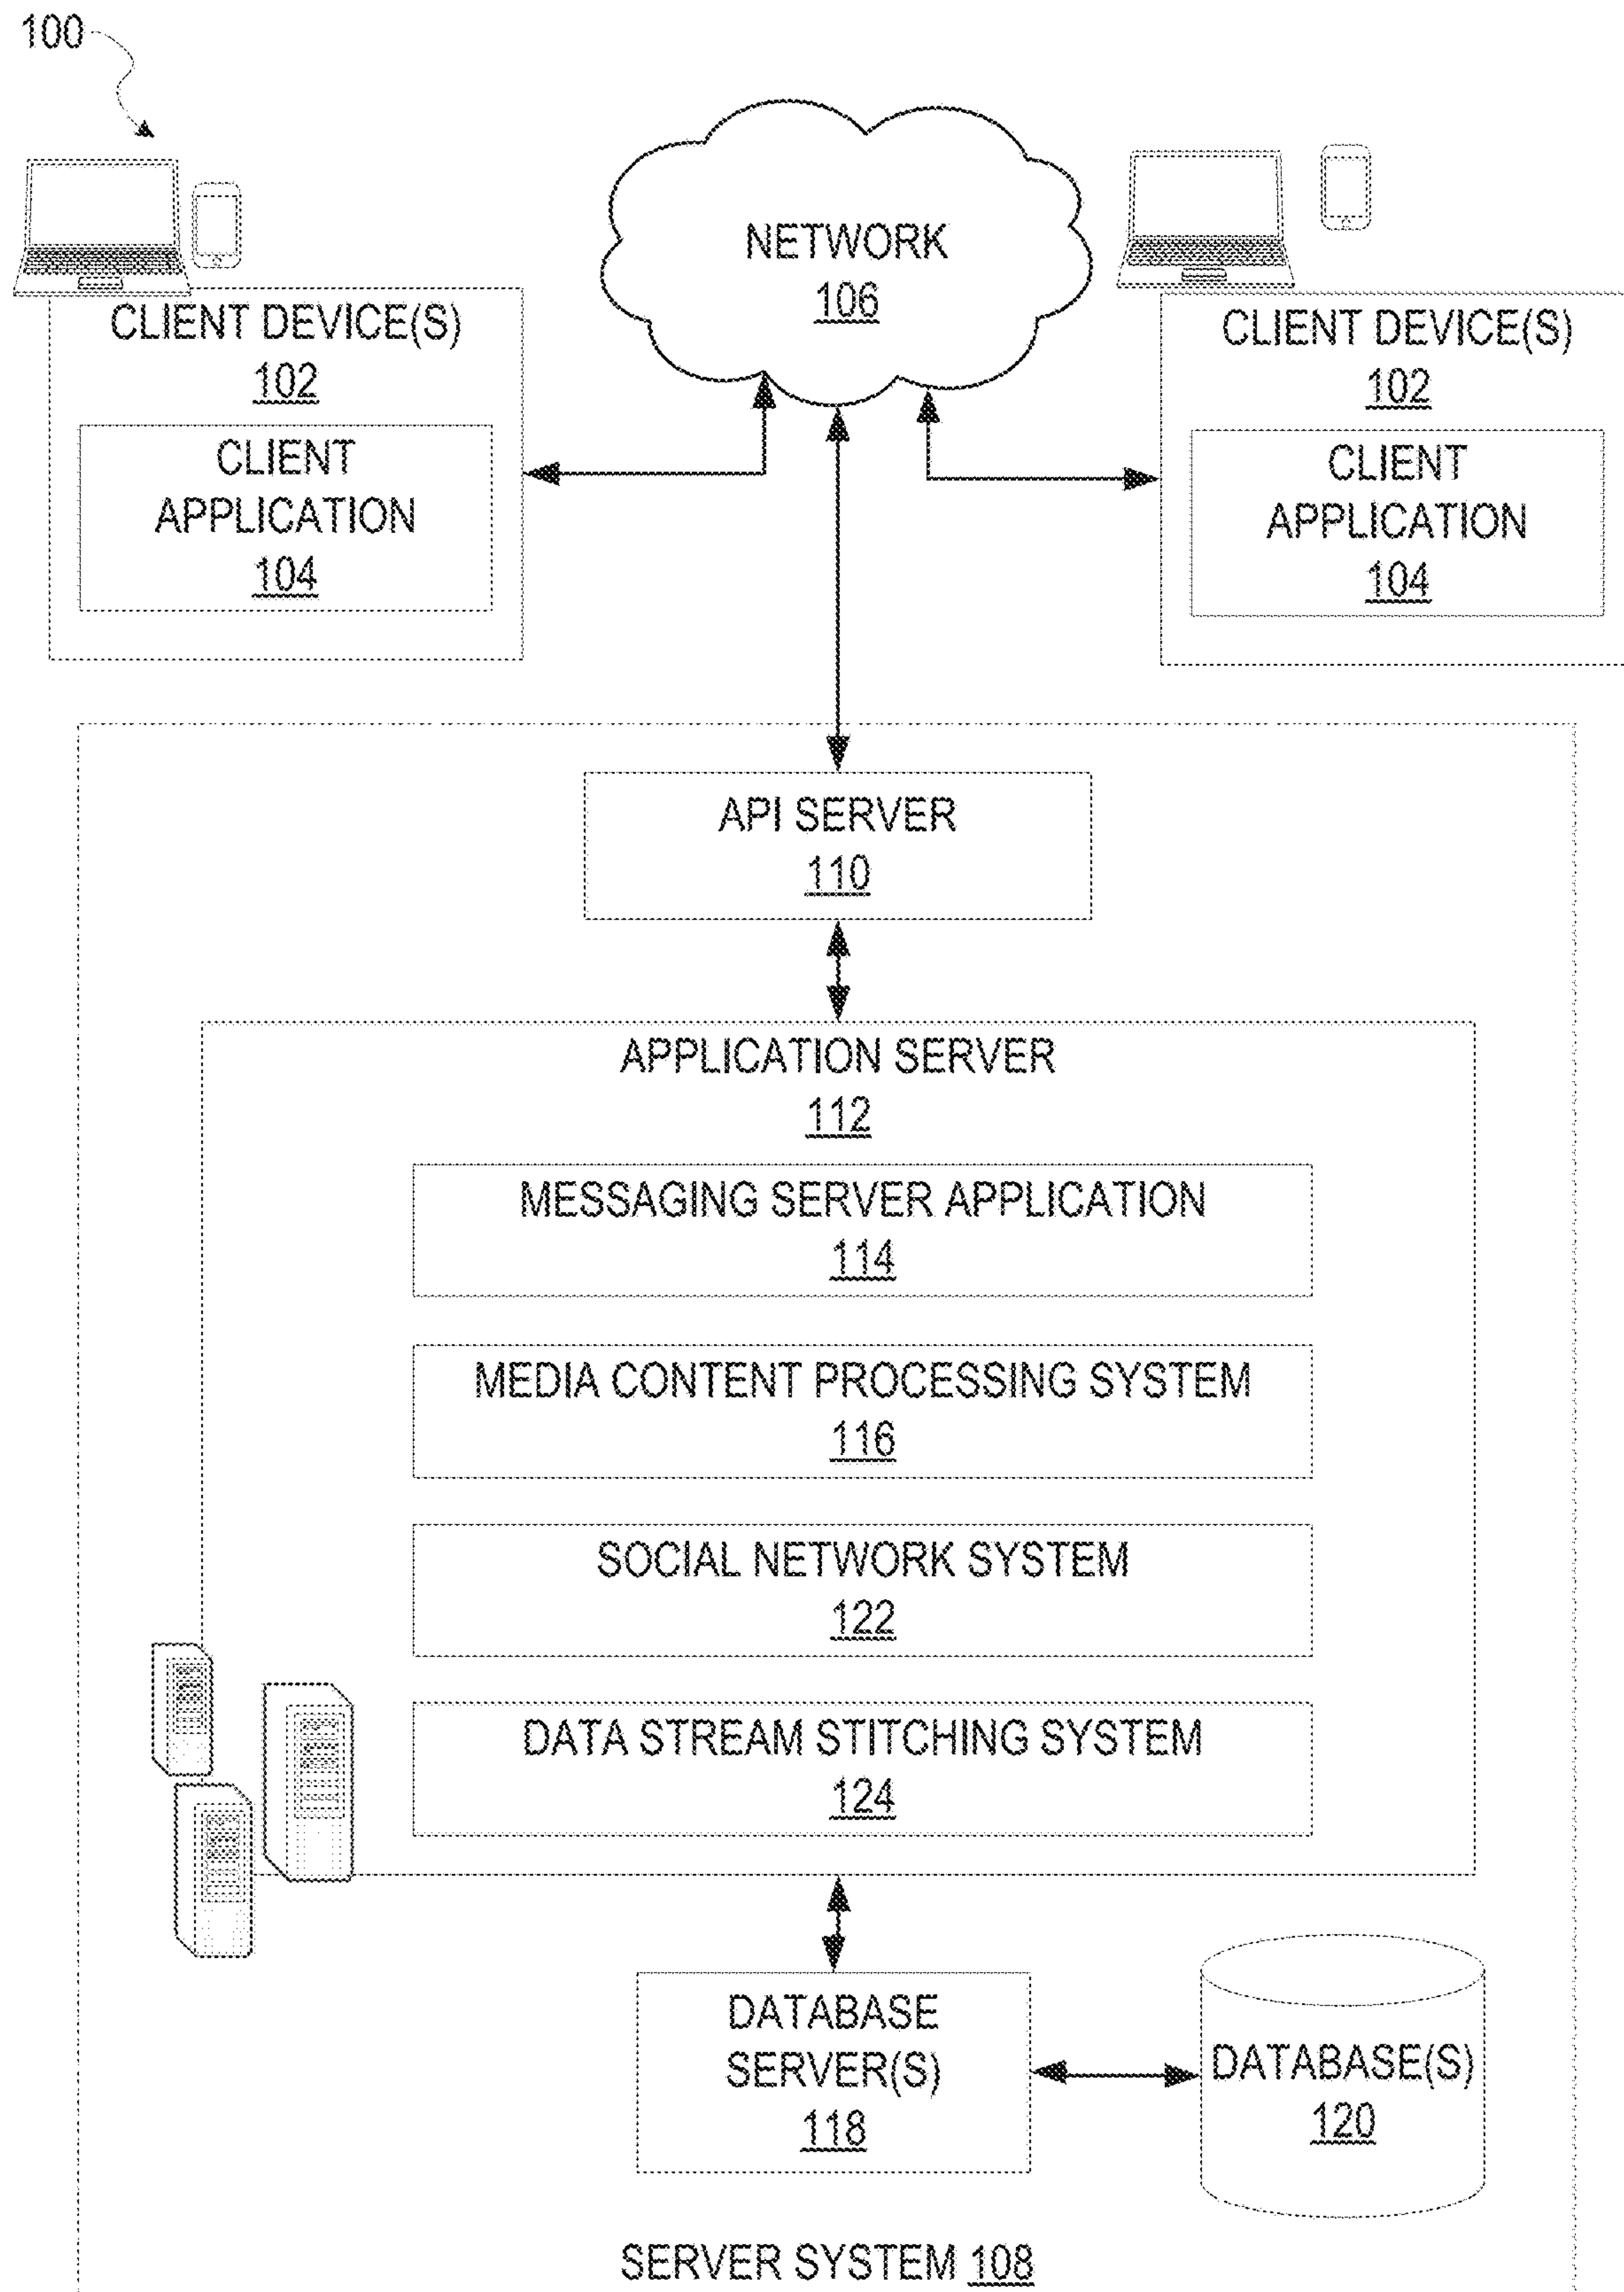 100
NETWORK
106
CLIENT DEVICE(S)
102
CLIENT
APPLICATION
104
CLIENT DEVICE(S)
102
CLIENT
APPLICATION
104
API SERVER
110
APPLICATION SERVER
112
MESSAGING SERVER APPLICATION
114
MEDIA CONTENT PROCESSING SYSTEM
116
SOCIAL NETWORK SYSTEM
122
DATA STREAM STITCHING SYSTEM
124
DATABASE
SERVER(S)
118
DATABASE(S)
120
SERVER SYSTEM 108